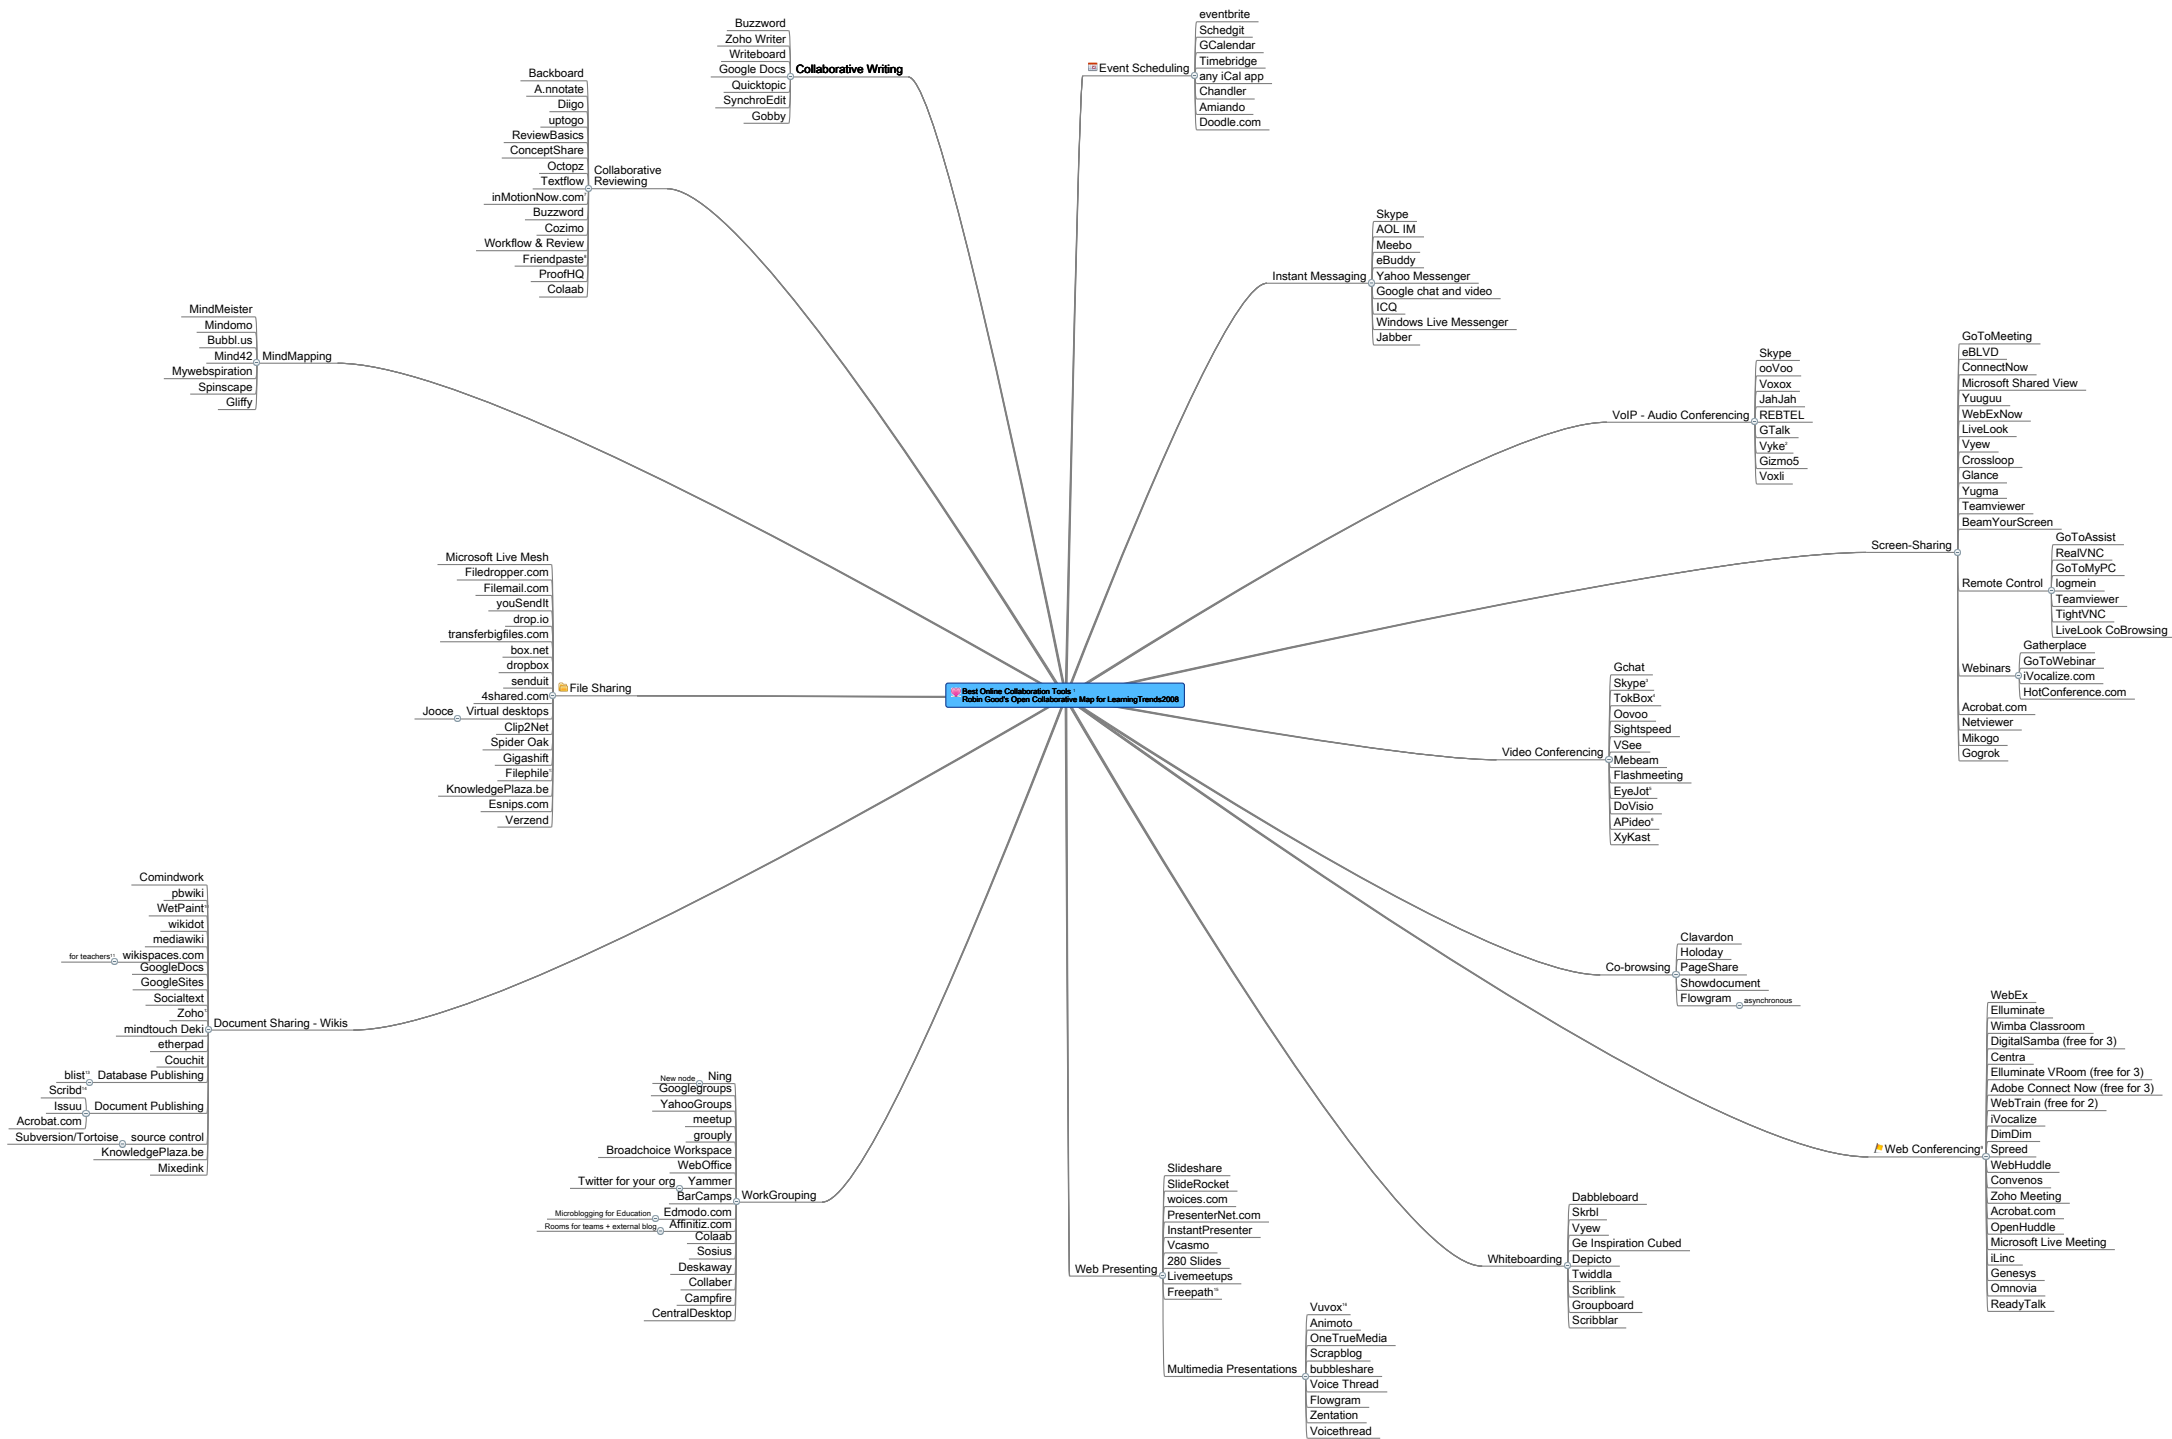 Best Online Collaboration Tools
Robin Good's Open Collaborative Map for LearningTrends2008
Event Scheduling
eventbrite
Schedgit
GCalendar
Timebridge
any iCal app
Chandler
Amiando
Doodle.com
Instant Messaging
Skype
AOL IM
Meebo
eBuddy
Yahoo Messenger
Google chat and video
ICQ
Windows Live Messenger
Jabber
VoIP - Audio Conferencing
Skype
ooVoo
Voxox
JahJah
REBTEL
GTalk
Vyke
Gizmo5
Voxli
Screen-Sharing
GoToMeeting
eBLVD
ConnectNow
Microsoft Shared View
Yuuguu
WebExNow
LiveLook
Vyew
Crossloop
Glance
Yugma
Teamviewer
BeamYourScreen
Remote Control
GoToAssist
RealVNC
GoToMyPC
logmein
Teamviewer
TightVNC
LiveLook CoBrowsing
Webinars
Gatherplace
GoToWebinar
iVocalize.com
HotConference.com
Acrobat.com
Netviewer
Mikogo
Gogrok
Video Conferencing
Gchat
Skype
TokBox
Oovoo
Sightspeed
VSee
Mebeam
Flashmeeting
EyeJot
DoVisio
APideo
XyKast
Co-browsing
Clavardon
Holoday
PageShare
Showdocument
Flowgram
asynchronous
Web Conferencing
WebEx
Elluminate
Wimba Classroom
DigitalSamba (free for 3)
Centra
Elluminate VRoom (free for 3)
Adobe Connect Now (free for 3)
WebTrain (free for 2)
iVocalize
DimDim
Spreed
WebHuddle
Convenos
Zoho Meeting
Acrobat.com
OpenHuddle
Microsoft Live Meeting
iLinc
Genesys
Omnovia
ReadyTalk
Whiteboarding
Dabbleboard
Skrbl
Vyew
Ge Inspiration Cubed
Depicto
Twiddla
Scriblink
Groupboard
Scribblar
Web Presenting
Slideshare
SlideRocket
woices.com
PresenterNet.com
InstantPresenter
Vcasmo
280 Slides
Livemeetups
Freepath
Multimedia Presentations
Vuvox
Animoto
OneTrueMedia
Scrapblog
bubbleshare
Voice Thread
Flowgram
Zentation
Voicethread
Collaborative Writing
Buzzword
Zoho Writer
Writeboard
Google Docs
Quicktopic
SynchroEdit
Gobby
Collaborative
Reviewing
Backboard
A.nnotate
Diigo
uptogo
ReviewBasics
ConceptShare
Octopz
Textflow
inMotionNow.com
Buzzword
Cozimo
Workflow & Review
Friendpaste
ProofHQ
Colaab
MindMapping
MindMeister
Mindomo
Bubbl.us
Mind42
Mywebspiration
Spinscape
Gliffy
File Sharing
Microsoft Live Mesh
Filedropper.com
Filemail.com
youSendIt
drop.io
transferbigfiles.com
box.net
dropbox
senduit
4shared.com
Virtual desktops
Jooce
Clip2Net
Spider Oak
Gigashift
Filephile
KnowledgePlaza.be
Esnips.com
Verzend
Document Sharing - Wikis
Comindwork
pbwiki
WetPaint
wikidot
mediawiki
wikispaces.com
for teachers
GoogleDocs
GoogleSites
Socialtext
Zoho
mindtouch Deki
etherpad
Couchit
Database Publishing
blist
Document Publishing
Scribd
Issuu
Acrobat.com
source control
Subversion/Tortoise
KnowledgePlaza.be
Mixedink
WorkGrouping
Ning
New node
Googlegroups
YahooGroups
meetup
grouply
Broadchoice Workspace
WebOffice
Yammer
Twitter for your org
BarCamps
Edmodo.com
Microblogging for Education
Affinitiz.com
Rooms for teams + external blog
Colaab
Sosius
Deskaway
Collaber
Campfire
CentralDesktop